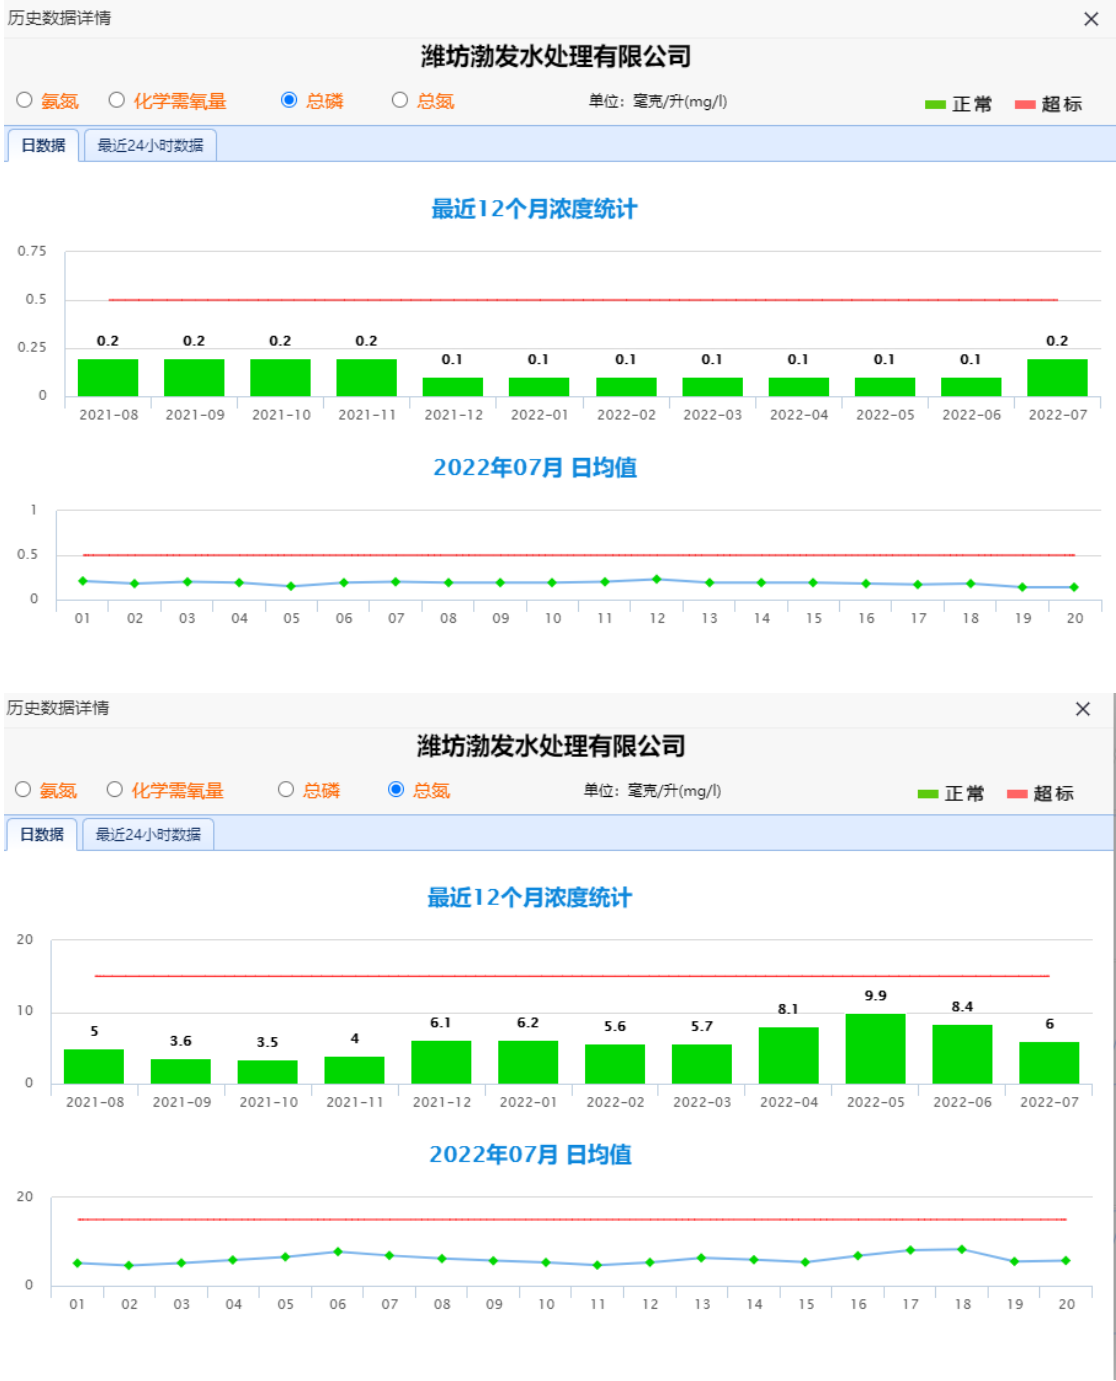 历史数据详情
潍坊渤发水处理有限公司
氨氮 化学需氧量 总磷 总氮 单位：毫克/升(mg/l) 正常 超标
日数据 最近24小时数据
最近12个月浓度统计
0.75
0.5
0.25
0
0.2 0.2 0.2 0.2 0.1 0.1 0.1 0.1 0.1 0.1 0.1 0.2
2021-08 2021-09 2021-10 2021-11 2021-12 2022-01 2022-02 2022-03 2022-04 2022-05 2022-06 2022-07
2022年07月 日均值
1
0.5
0
01 02 03 04 05 06 07 08 09 10 11 12 13 14 15 16 17 18 19 20
历史数据详情
潍坊渤发水处理有限公司
氨氮 化学需氧量 总磷 总氮 单位：毫克/升(mg/l) 正常 超标
日数据 最近24小时数据
最近12个月浓度统计
20
10
0
5 3.6 3.5 4 6.1 6.2 5.6 5.7 8.1 9.9 8.4 6
2021-08 2021-09 2021-10 2021-11 2021-12 2022-01 2022-02 2022-03 2022-04 2022-05 2022-06 2022-07
2022年07月 日均值
20
0
01 02 03 04 05 06 07 08 09 10 11 12 13 14 15 16 17 18 19 20